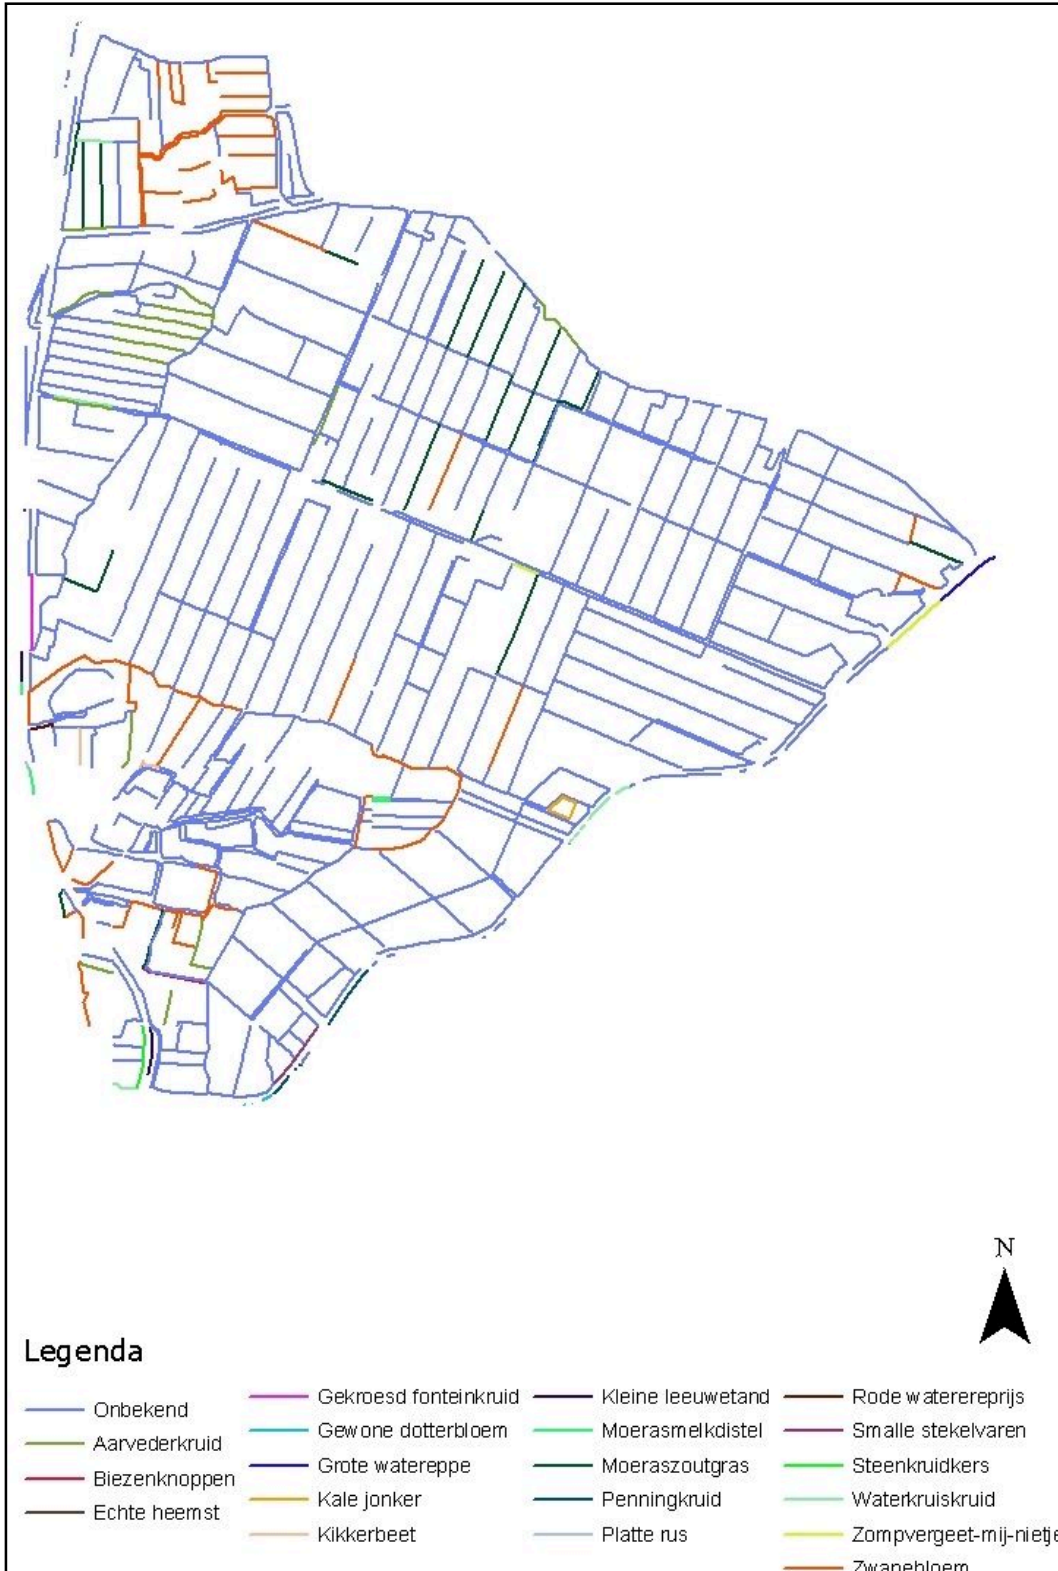 N
Legenda
Onbekend
Aarvederkruid
Biezenknoppen
Echte heemst
Gekroesd fonteinkruid
Gewone dotterbloem
Grote watereppe
Kale jonker
Kikkerbeet
Kleine leeuwetand
Moerasmelkdistel
Moeraszoutgras
Penningkruid
Platte rus
Rode waterereprijs
Smalle stekelvaren
Steenkruidkers
Waterkruiskruid
Zompvergeet-mij-nietje
Zwanebloem